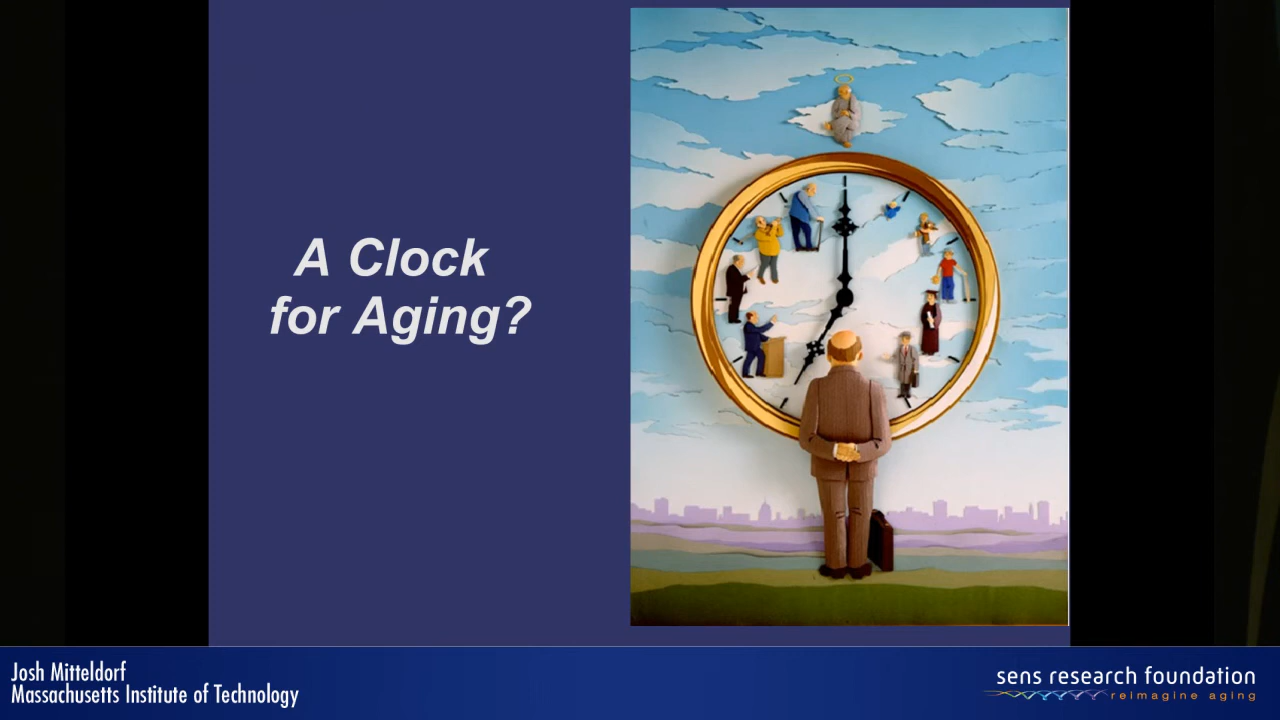 A Clock
for Aging?
Josh Mitteldorf
Massachusetts Institute of Technology
sens research foundation
reimagine aging